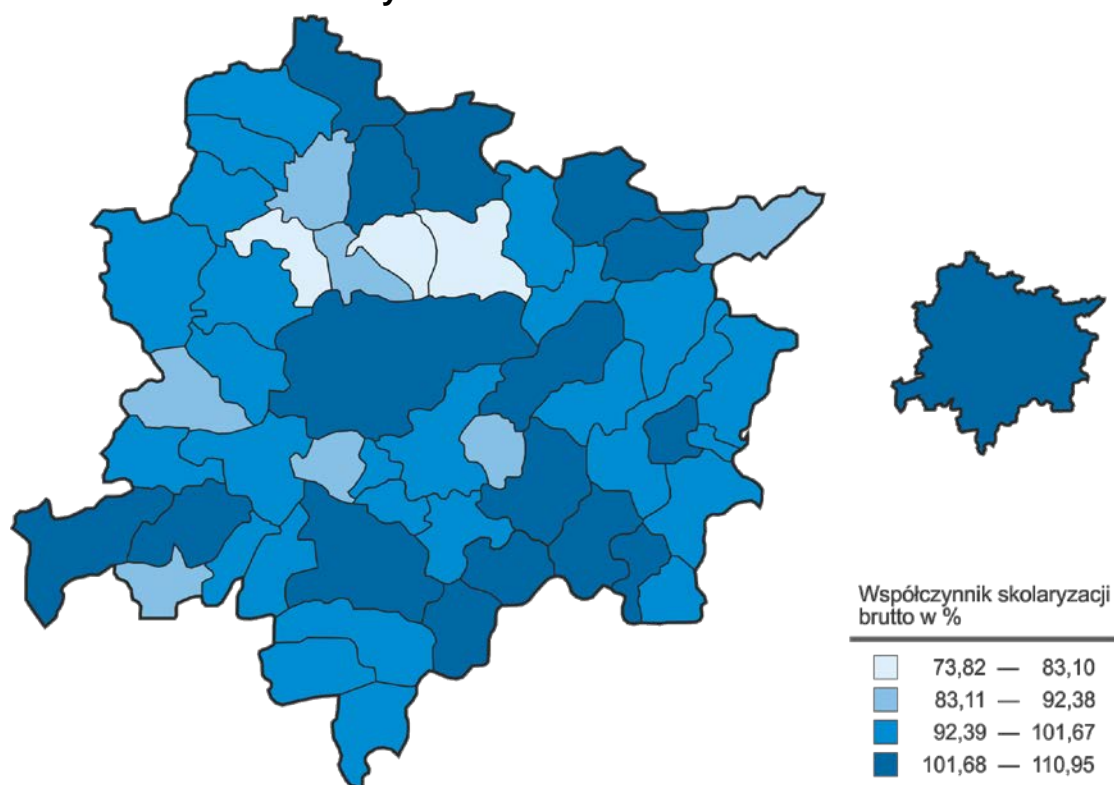 Współczynnik skolaryzacji
brutto w %
73,82 — 83,10
83,11 — 92,38
92,39 — 101,67
101,68 — 110,95